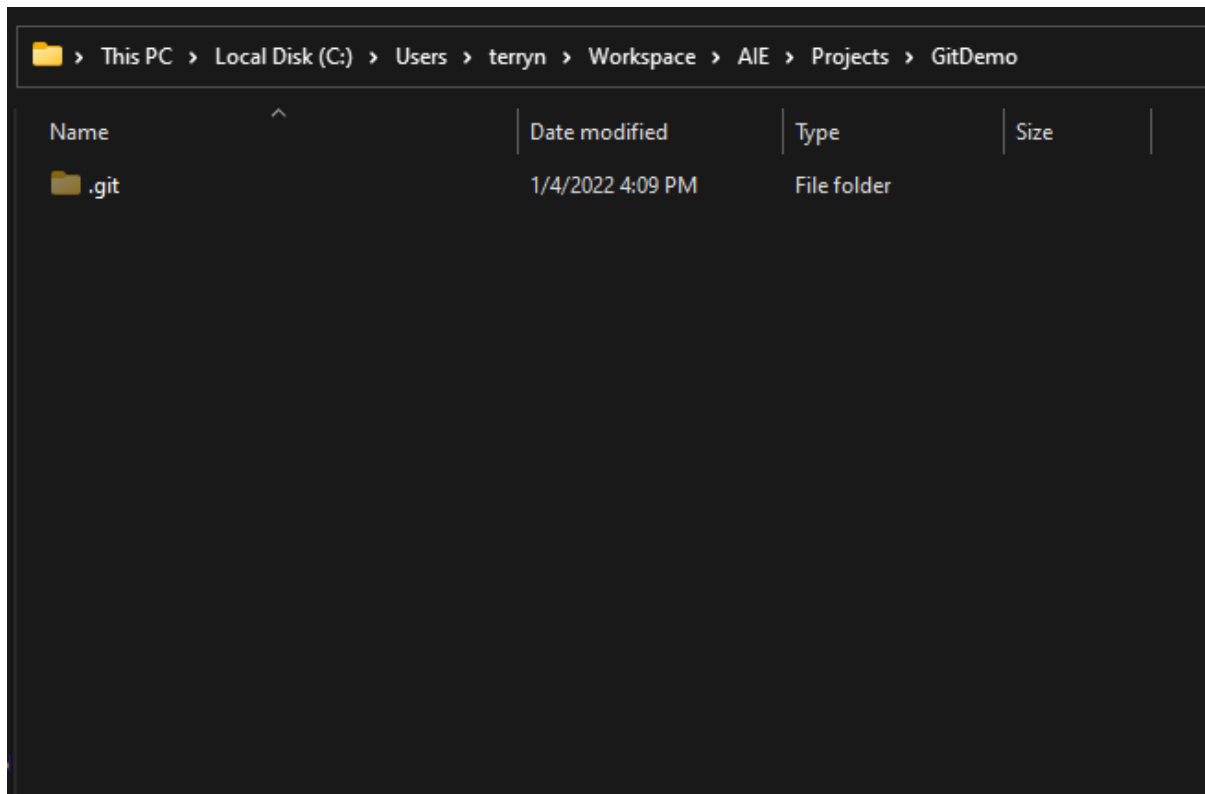 This PC > Local Disk (C:) > Users > terryn > Workspace > AIE > Projects > GitDemo
Name Date modified Type Size
.git 1/4/2022 4:09 PM File folder